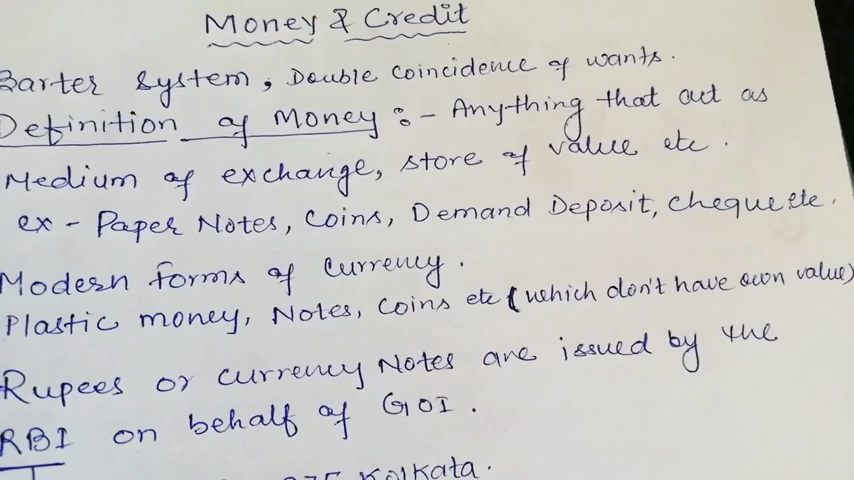 Money & Credit
Barter System, Double coincidence of wants.
Definition of Money :- Anything that act as
Medium of exchange, store of value etc.
ex - Paper Notes, Coins, Demand Deposit, cheque etc.
Modern forms of currency.
Plastic money, Notes, Coins etc (which don't have own value)
Rupees or currency Notes are issued by the
RBI on behalf of GOI.
Kolkata.